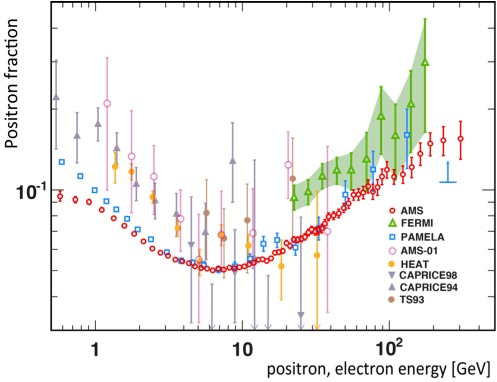 Positron fraction
10⁻¹
AMS
FERMI
PAMELA
AMS-01
HEAT
CAPRICE98
CAPRICE94
TS93
1
10
10²
positron, electron energy [GeV]